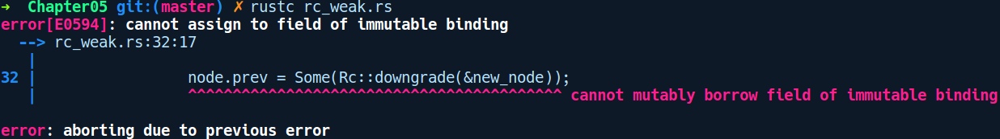 ➜  Chapter05 git:(master) ✗ rustc rc_weak.rs
error[E0594]: cannot assign to field of immutable binding
  --> rc_weak.rs:32:17
   |
32 |                 node.prev = Some(Rc::downgrade(&new_node));
   |                 ^^^^^^^^^^^^^^^^^^^^^^^^^^^^^^^^^^^^^^^^^^ cannot mutably borrow field of immutable binding
error: aborting due to previous error